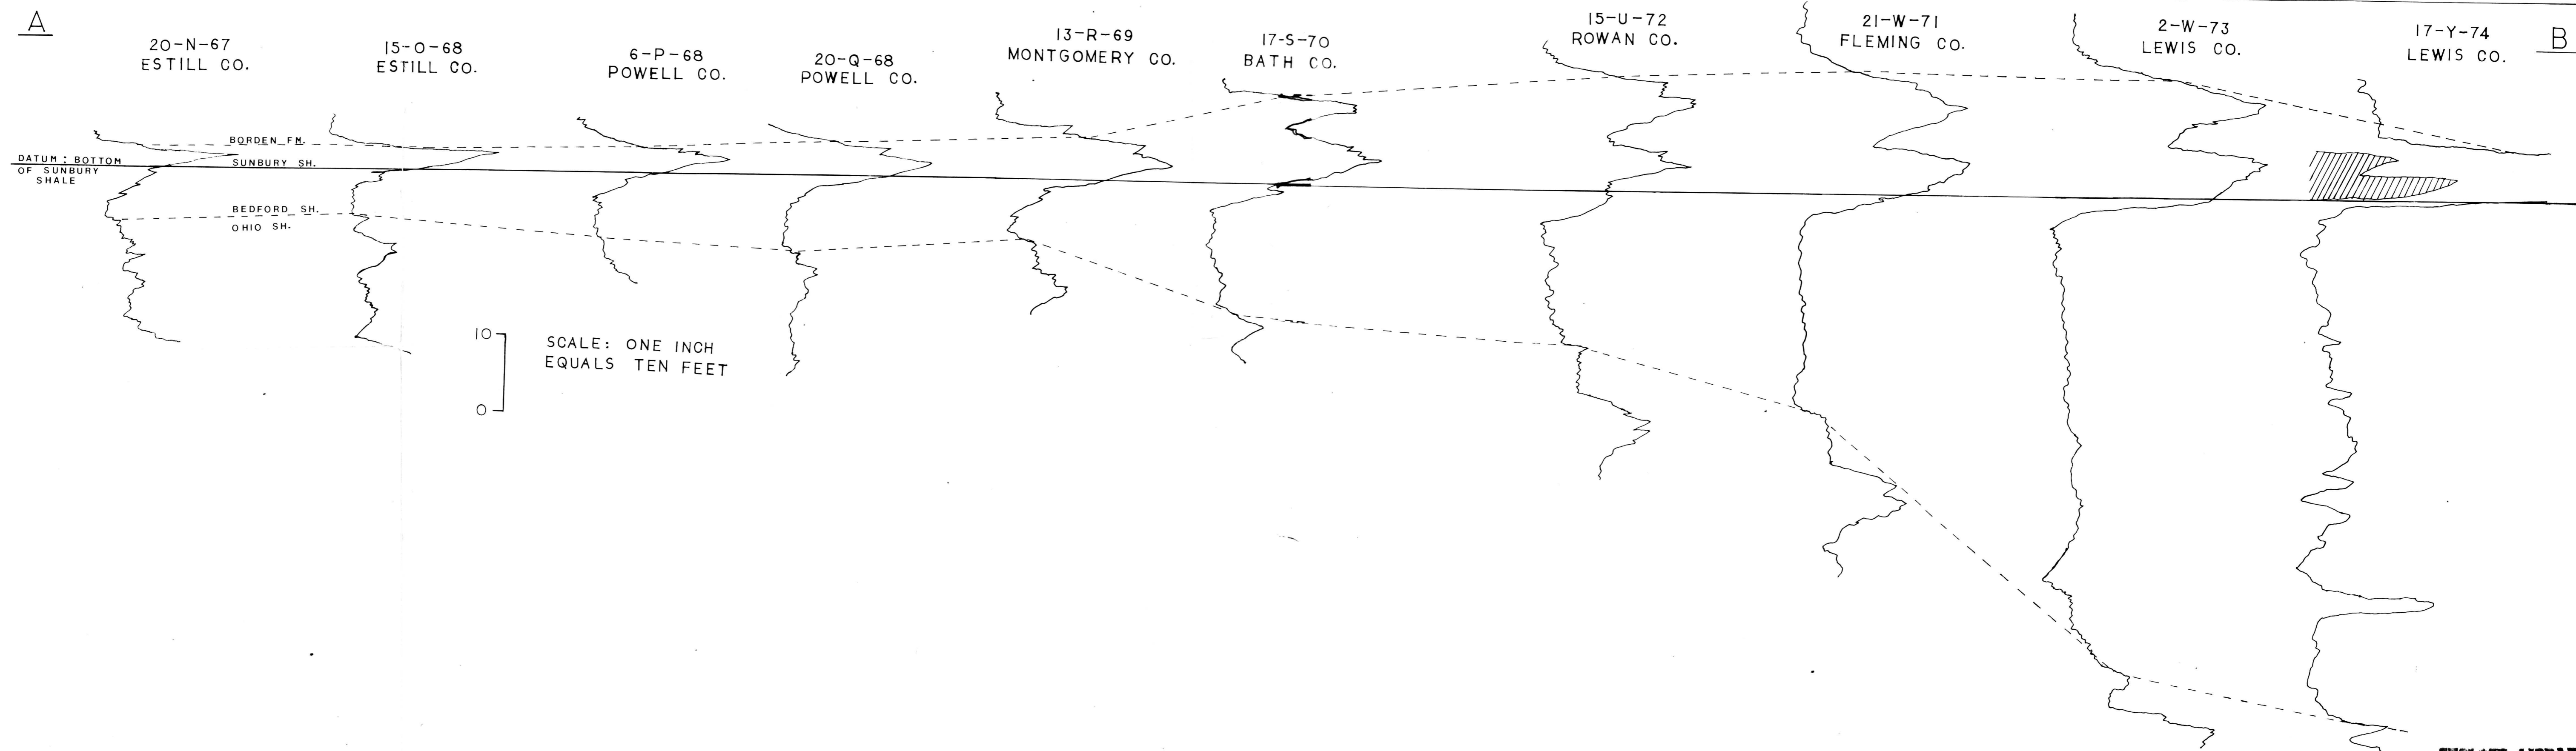 A
20-N-67
ESTILL CO.
15-O-68
ESTILL CO.
6-P-68
POWELL CO.
20-Q-68
POWELL CO.
13-R-69
MONTGOMERY CO.
17-S-70
BATH CO.
15-U-72
ROWAN CO.
21-W-71
FLEMING CO.
2-W-73
LEWIS CO.
17-Y-74
LEWIS CO.
B
BORDEN FM.
DATUM: BOTTOM
OF SUNBURY
SHALE
SUNBURY SH.
BEDFORD SH.
OHIO SH.
10
0
SCALE: ONE INCH
EQUALS TEN FEET